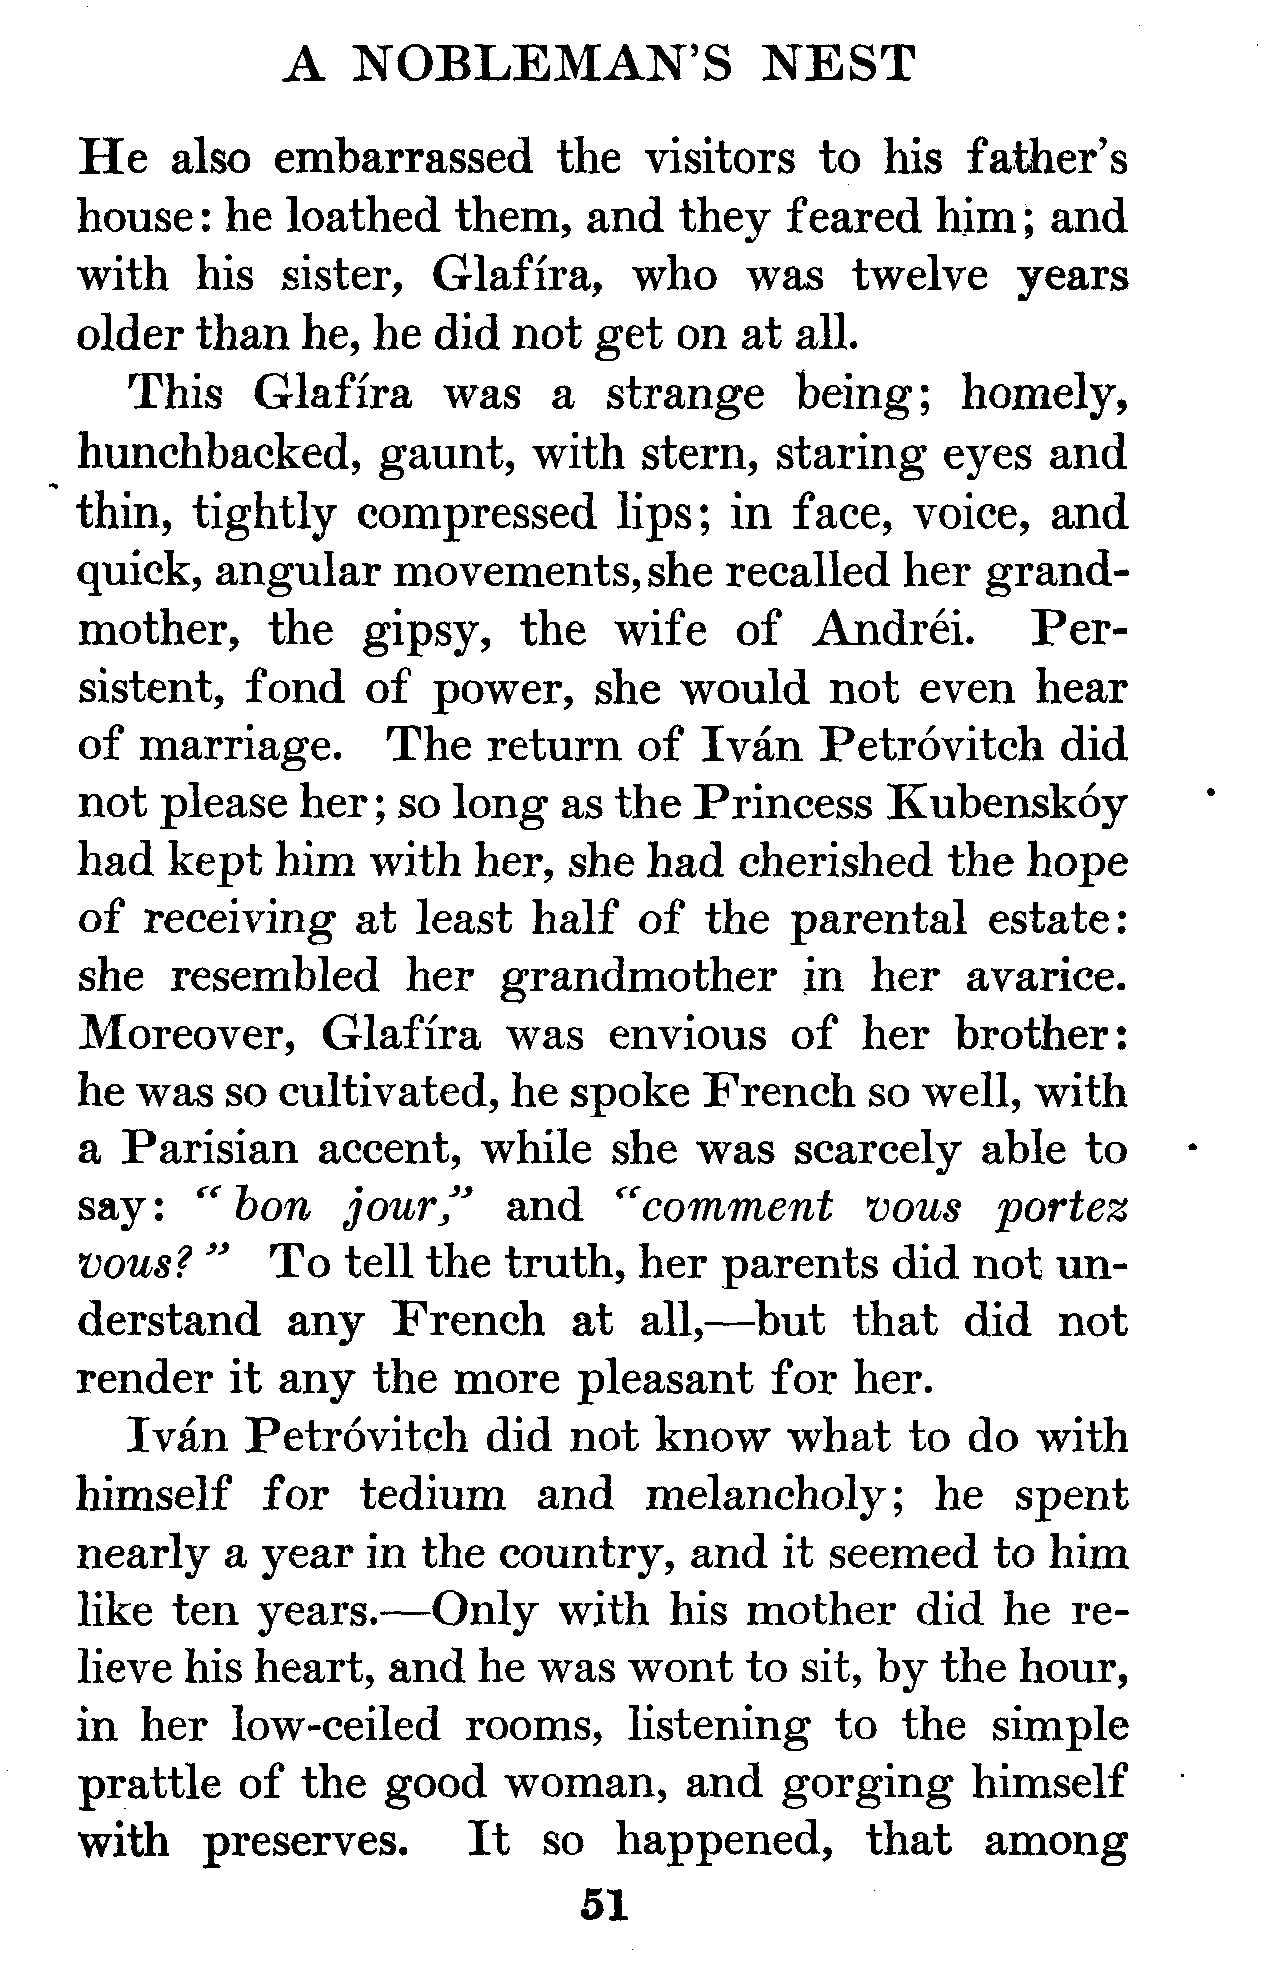 A NOBLEMAN'S NEST
He also embarrassed the visitors to his father's
house: he loathed them, and they feared him; and
with his sister, Glafíra, who was twelve years
older than he, he did not get on at all.
This Glafíra was a strange being; homely,
hunchbacked, gaunt, with stern, staring eyes and
thin, tightly compressed lips; in face, voice, and
quick, angular movements, she recalled her grand-
mother, the gipsy, the wife of Andréi. Per-
sistent, fond of power, she would not even hear
of marriage. The return of Iván Petróvitch did
not please her; so long as the Princess Kubenskóy
had kept him with her, she had cherished the hope
of receiving at least half of the parental estate:
she resembled her grandmother in her avarice.
Moreover, Glafíra was envious of her brother:
he was so cultivated, he spoke French so well, with
a Parisian accent, while she was scarcely able to
say: "bon jour," and "comment vous portez
vous?" To tell the truth, her parents did not un-
derstand any French at all,—but that did not
render it any the more pleasant for her.
Iván Petróvitch did not know what to do with
himself for tedium and melancholy; he spent
nearly a year in the country, and it seemed to him
like ten years.—Only with his mother did he re-
lieve his heart, and he was wont to sit, by the hour,
in her low-ceiled rooms, listening to the simple
prattle of the good woman, and gorging himself
with preserves. It so happened, that among
51